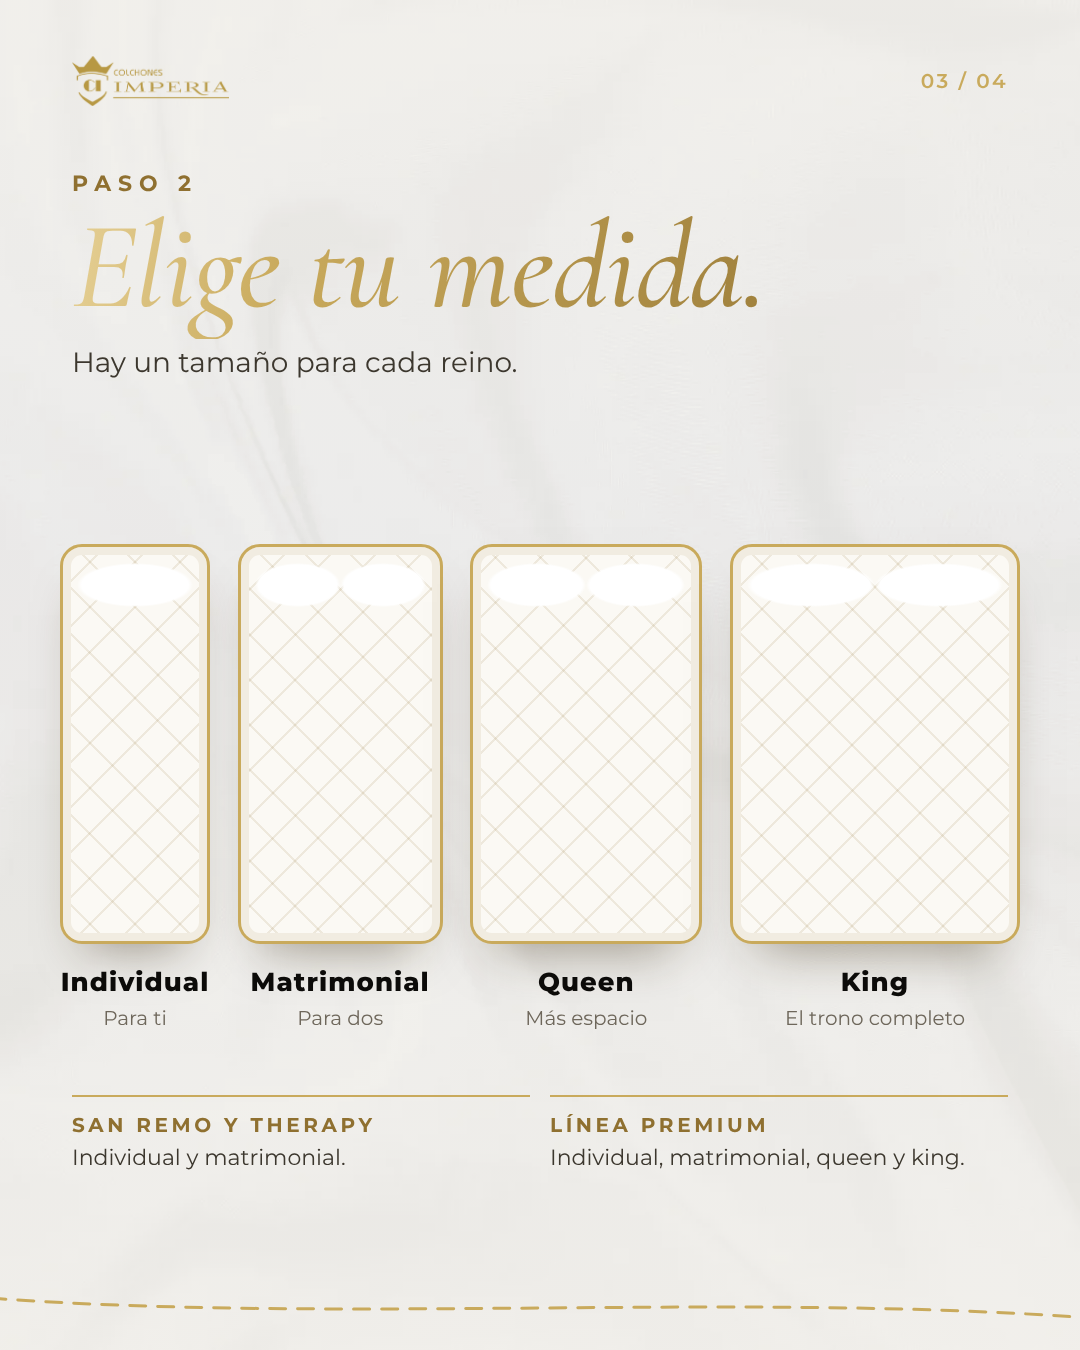 COLCHONES
IMPERIA
03 / 04
PASO 2
Elige tu medida.
Hay un tamaño para cada reino.
Individual
Para ti
Matrimonial
Para dos
Queen
Más espacio
King
El trono completo
SAN REMO Y THERAPY
Individual y matrimonial.
LÍNEA PREMIUM
Individual, matrimonial, queen y king.